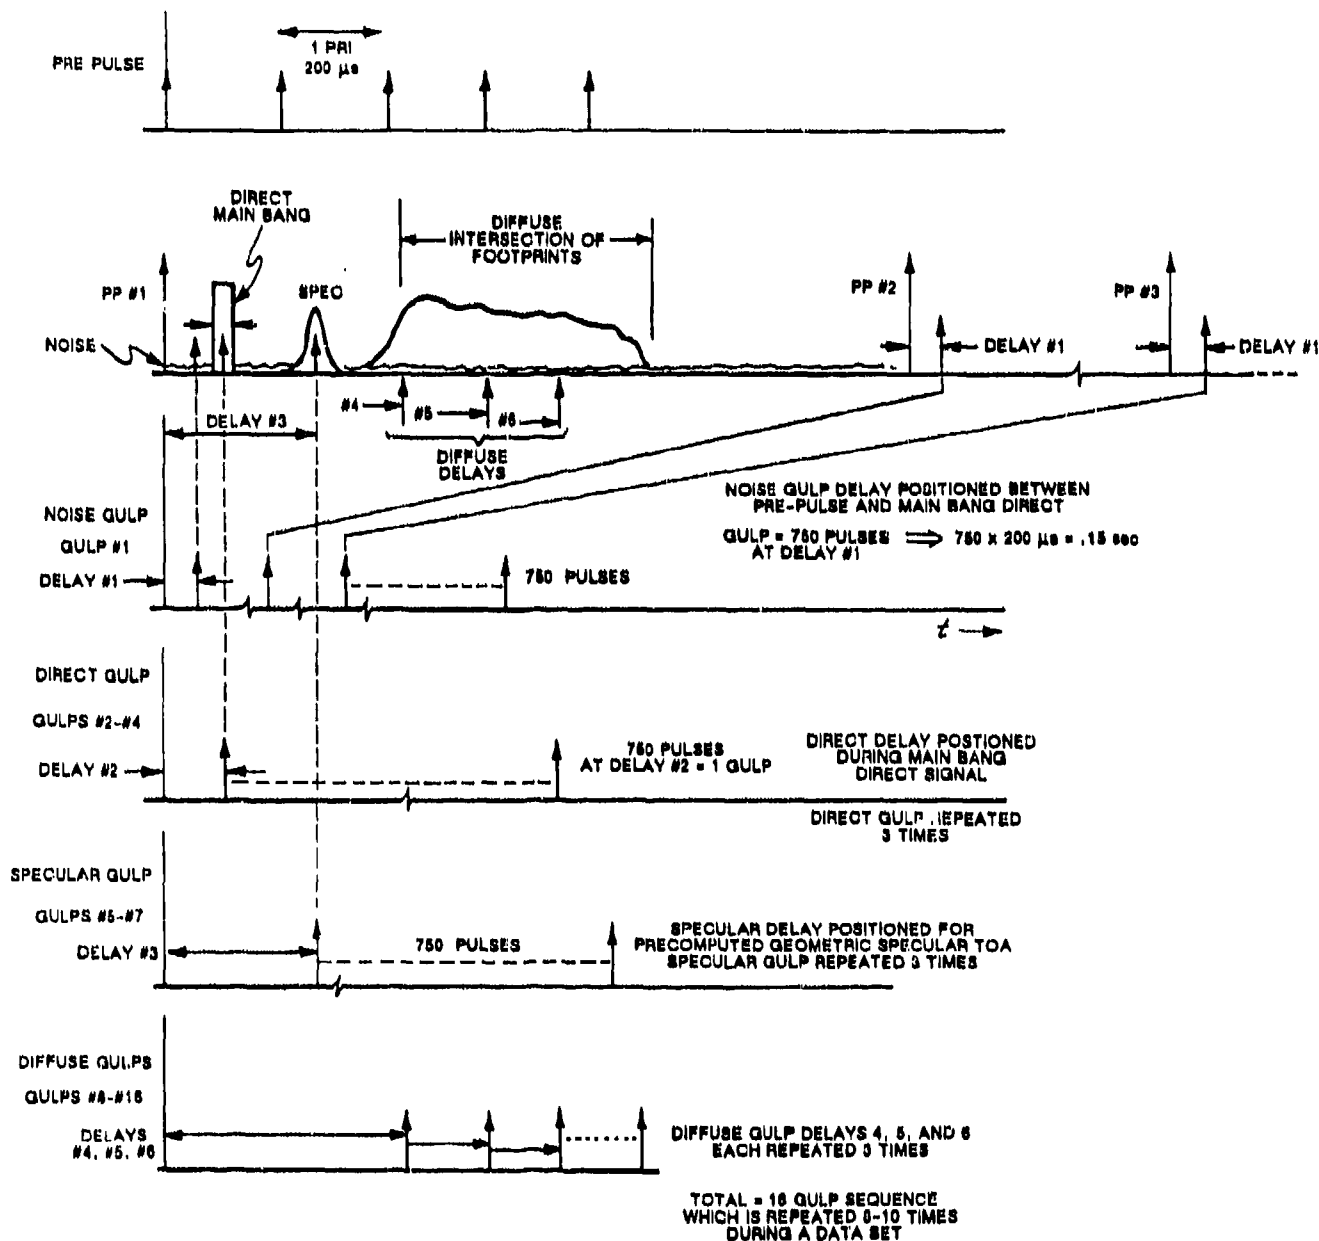 PRE PULSE
1 PRI
200 µs
DIRECT
MAIN BANG
DIFFUSE
INTERSECTION OF
FOOTPRINTS
PP #1
SPEC
PP #2
PP #3
NOISE
DELAY #1
DELAY #1
#4
#5
#6
DELAY #3
DIFFUSE
DELAYS
NOISE GULP
GULP #1
DELAY #1
750 PULSES
NOISE GULP DELAY POSITIONED BETWEEN
PRE-PULSE AND MAIN BANG DIRECT
GULP = 750 PULSES ⟹ 750 x 200 µs = .15 sec
AT DELAY #1
t
DIRECT GULP
GULPS #2-#4
DELAY #2
750 PULSES
AT DELAY #2 = 1 GULP
DIRECT DELAY POSTIONED
DURING MAIN BANG
DIRECT SIGNAL
DIRECT GULP REPEATED
3 TIMES
SPECULAR GULP
GULPS #5-#7
DELAY #3
750 PULSES
SPECULAR DELAY POSITIONED FOR
PRECOMPUTED GEOMETRIC SPECULAR TOA
SPECULAR GULP REPEATED 3 TIMES
DIFFUSE GULPS
GULPS #8-#16
DELAYS
#4, #5, #6
DIFFUSE GULP DELAYS 4, 5, AND 6
EACH REPEATED 3 TIMES
TOTAL = 16 GULP SEQUENCE
WHICH IS REPEATED TIMES
DURING A DATA SET